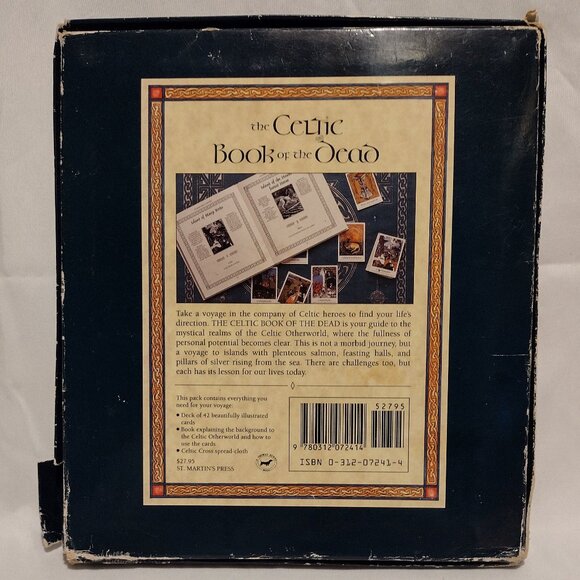 the Celtic
Book of the Dead
Take a voyage in the company of Celtic heroes to find your life's
direction. THE CELTIC BOOK OF THE DEAD is your guide to the
mystical realms of the Celtic Otherworld, where the fullness of
personal potential becomes clear. This is not a morbid journey, but
a voyage to islands with plenteous salmon, feasting halls, and
pillars of silver rising from the sea. There are challenges too, but
each has its lesson for our lives today.
This pack contains everything you
need for your voyage:
• Deck of 42 beautifully illustrated
cards
• Book explaining the background to
the Celtic Otherworld and how to
use the cards
• Celtic Cross spread-cloth
$27.95
ST. MARTIN'S PRESS
52795
9 780312 072414
ISBN 0-312-07241-4